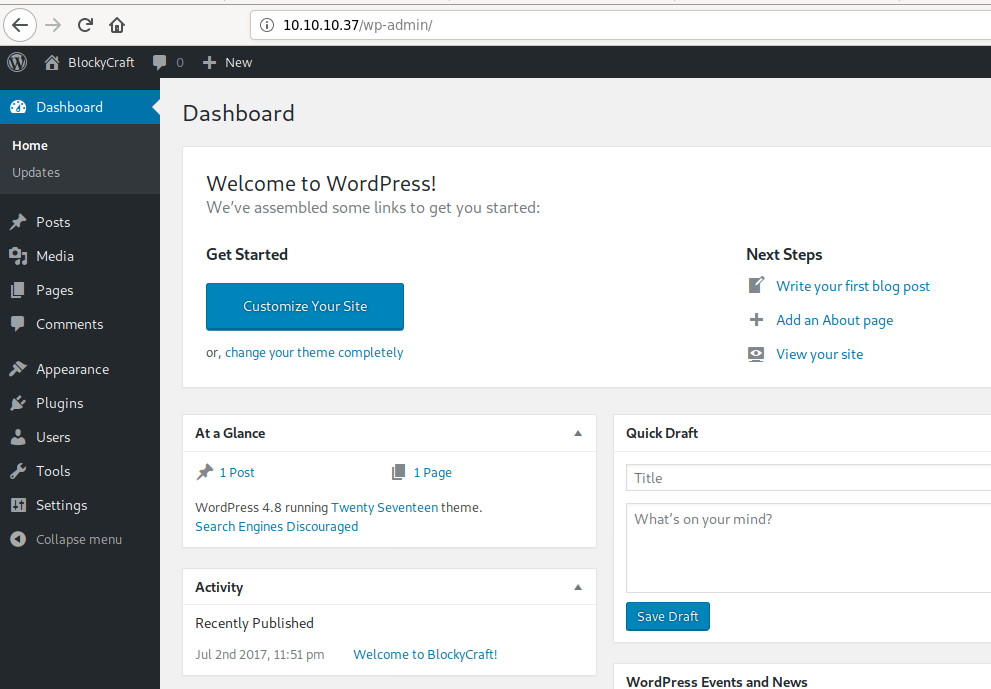 10.10.10.37/wp-admin/
BlockyCraft 0 New
Dashboard
Home
Updates
Posts
Media
Pages
Comments
Appearance
Plugins
Users
Tools
Settings
Collapse menu
Dashboard
Welcome to WordPress!
We've assembled some links to get you started:
Get Started
Customize Your Site
or, change your theme completely
Next Steps
Write your first blog post
Add an About page
View your site
At a Glance
1 Post 1 Page
WordPress 4.8 running Twenty Seventeen theme.
Search Engines Discouraged
Activity
Recently Published
Jul 2nd 2017, 11:51 pm Welcome to BlockyCraft!
Quick Draft
Title
What's on your mind?
Save Draft
WordPress Events and News